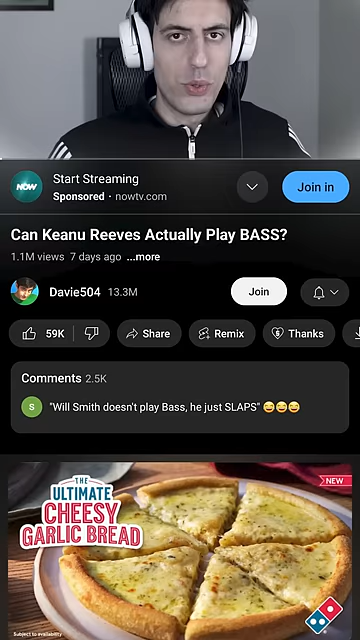 NOW
Start Streaming
Sponsored · nowtv.com
Join in
Can Keanu Reeves Actually Play BASS?
1.1M views 7 days ago ...more
Davie504 13.3M
Join
59K
Share
Remix
Thanks
Comments 2.5K
S
"Will Smith doesn't play Bass, he just SLAPS" 😅😅😅
NEW
THE
ULTIMATE
CHEESY
GARLIC BREAD
Subject to availability